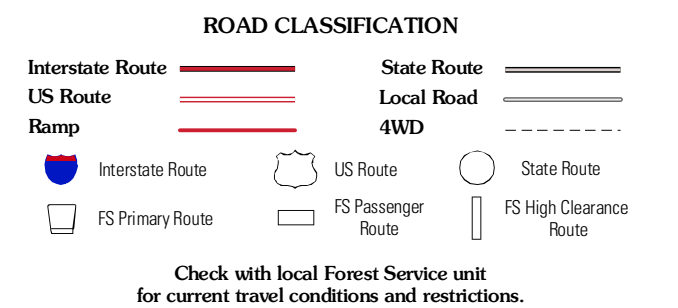 ROAD CLASSIFICATION
Interstate Route
State Route
US Route
Local Road
Ramp
4WD
Interstate Route
US Route
State Route
FS Primary Route
FS Passenger
Route
FS High Clearance
Route
Check with local Forest Service unit
for current travel conditions and restrictions.